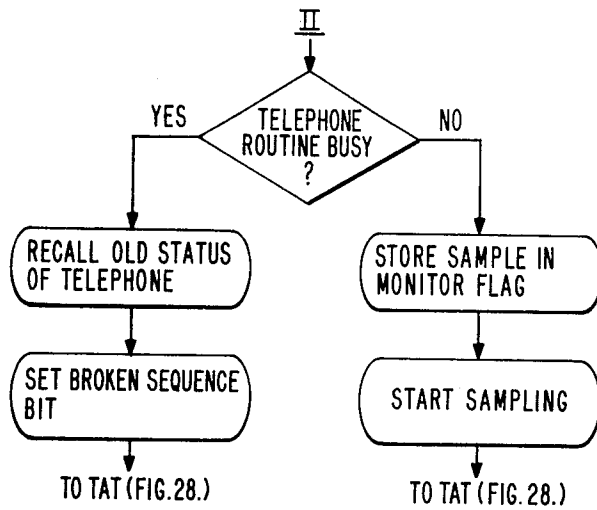 II
TELEPHONE
ROUTINE BUSY
?
YES
NO
RECALL OLD STATUS
OF TELEPHONE
SET BROKEN SEQUENCE
BIT
TO TAT (FIG.28.)
STORE SAMPLE IN
MONITOR FLAG
START SAMPLING
TO TAT (FIG.28.)